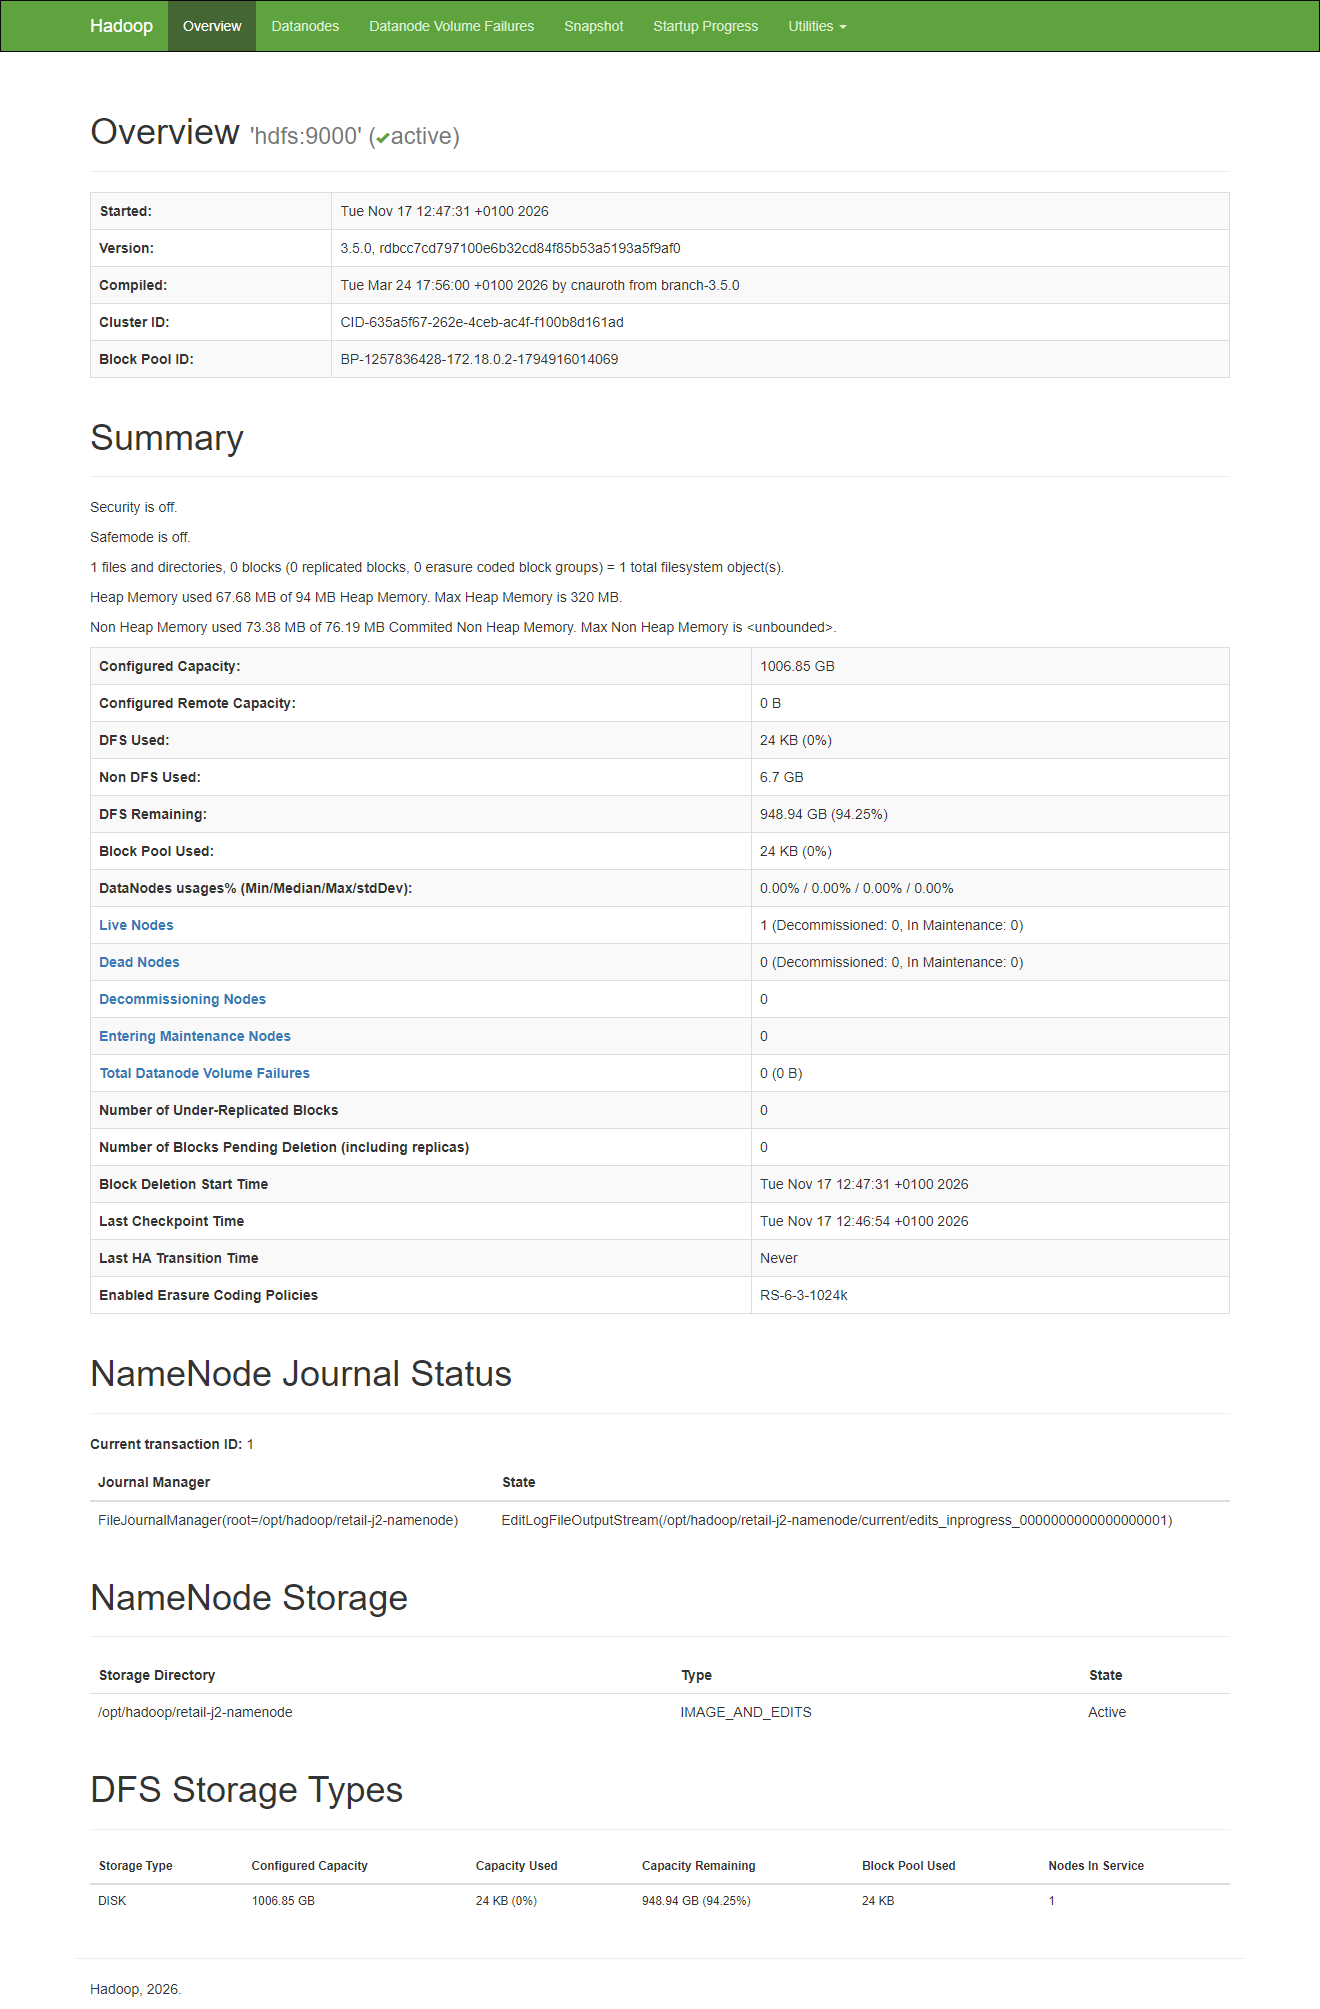 Hadoop Overview Datanodes Datanode Volume Failures Snapshot Startup Progress Utilities
Overview 'hdfs:9000' (✔active)
Started: Tue Nov 17 12:47:31 +0100 2026
Version: 3.5.0, rdbcc7cd797100e6b32cd84f85b53a5193a5f9af0
Compiled: Tue Mar 24 17:56:00 +0100 2026 by cnauroth from branch-3.5.0
Cluster ID: CID-635a5f67-262e-4ceb-ac4f-f100b8d161ad
Block Pool ID: BP-1257836428-172.18.0.2-1794916014069
Summary
Security is off.
Safemode is off.
1 files and directories, 0 blocks (0 replicated blocks, 0 erasure coded block groups) = 1 total filesystem object(s).
Heap Memory used 67.68 MB of 94 MB Heap Memory. Max Heap Memory is 320 MB.
Non Heap Memory used 73.38 MB of 76.19 MB Commited Non Heap Memory. Max Non Heap Memory is <unbounded>.
Configured Capacity: 1006.85 GB
Configured Remote Capacity: 0 B
DFS Used: 24 KB (0%)
Non DFS Used: 6.7 GB
DFS Remaining: 948.94 GB (94.25%)
Block Pool Used: 24 KB (0%)
DataNodes usages% (Min/Median/Max/stdDev): 0.00% / 0.00% / 0.00% / 0.00%
Live Nodes 1 (Decommissioned: 0, In Maintenance: 0)
Dead Nodes 0 (Decommissioned: 0, In Maintenance: 0)
Decommissioning Nodes 0
Entering Maintenance Nodes 0
Total Datanode Volume Failures 0 (0 B)
Number of Under-Replicated Blocks 0
Number of Blocks Pending Deletion (including replicas) 0
Block Deletion Start Time Tue Nov 17 12:47:31 +0100 2026
Last Checkpoint Time Tue Nov 17 12:46:54 +0100 2026
Last HA Transition Time Never
Enabled Erasure Coding Policies RS-6-3-1024k
NameNode Journal Status
Current transaction ID: 1
Journal Manager State
FileJournalManager(root=/opt/hadoop/retail-j2-namenode) EditLogFileOutputStream(/opt/hadoop/retail-j2-namenode/current/edits_inprogress_0000000000000000001)
NameNode Storage
Storage Directory Type State
/opt/hadoop/retail-j2-namenode IMAGE_AND_EDITS Active
DFS Storage Types
Storage Type Configured Capacity Capacity Used Capacity Remaining Block Pool Used Nodes In Service
DISK 1006.85 GB 24 KB (0%) 948.94 GB (94.25%) 24 KB 1
Hadoop, 2026.